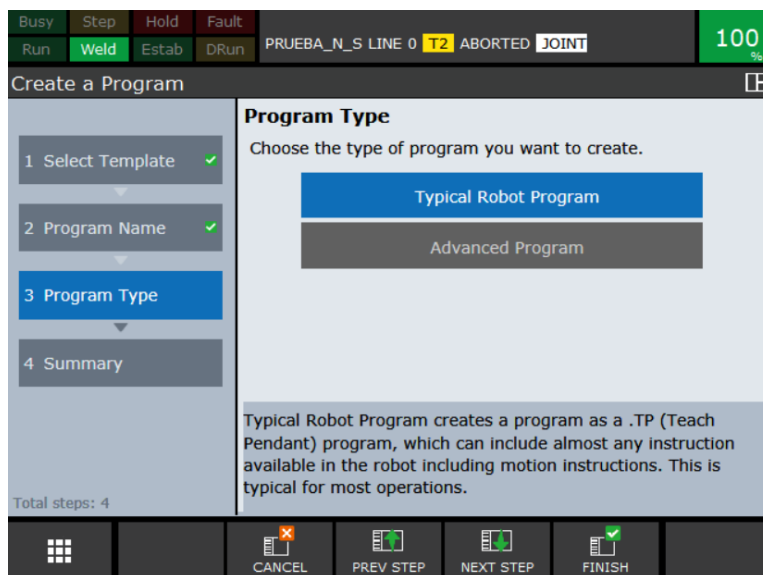 Busy Step Hold Fault
Run Weld Estab DRun
PRUEBA_N_S LINE 0 T2 ABORTED JOINT
100
%
Create a Program
1 Select Template
2 Program Name
3 Program Type
4 Summary
Total steps: 4
Program Type
Choose the type of program you want to create.
Typical Robot Program
Advanced Program
Typical Robot Program creates a program as a .TP (Teach
Pendant) program, which can include almost any instruction
available in the robot including motion instructions. This is
typical for most operations.
CANCEL PREV STEP NEXT STEP FINISH